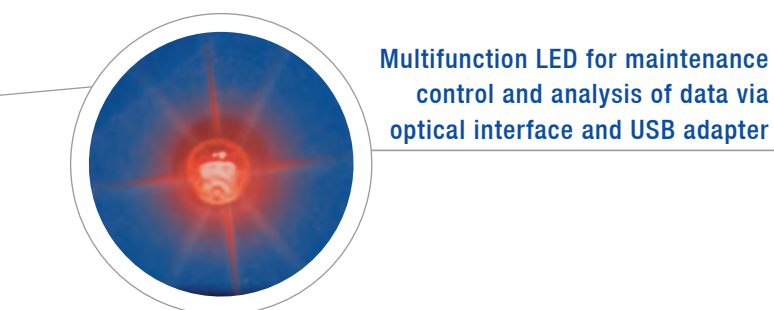 Multifunction LED for maintenance
control and analysis of data via
optical interface and USB adapter